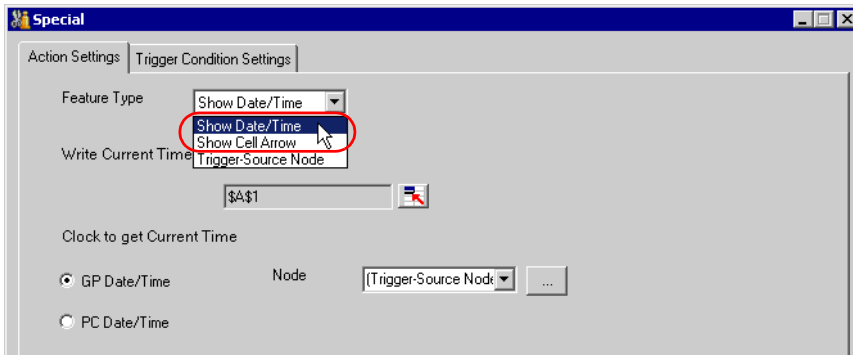 Special
Action Settings
Trigger Condition Settings
Feature Type
Show Date/Time
Show Date/Time
Show Cell Arrow
Write Current Time
Trigger-Source Node
$A$1
Clock to get Current Time
GP Date/Time
Node
(Trigger-Source Node
...
PC Date/Time